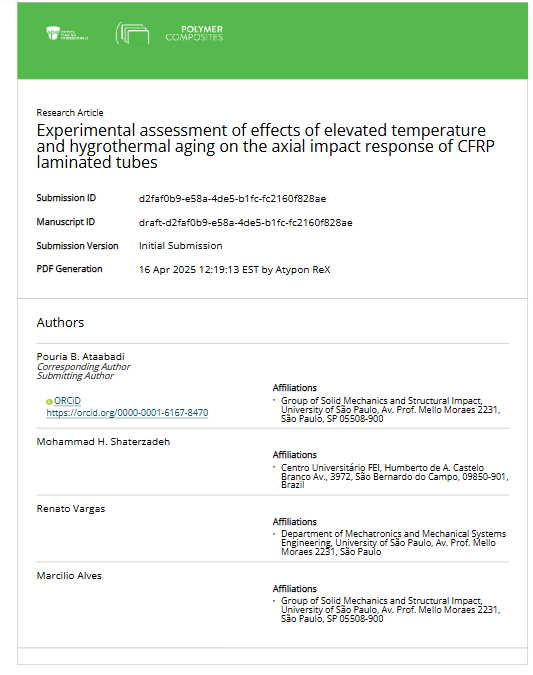 POLYMER
COMPOSITES
Research Article
Experimental assessment of effects of elevated temperature
and hygrothermal aging on the axial impact response of CFRP
laminated tubes
Submission ID d2faf0b9-e58a-4de5-b1fc-fc2160f828ae
Manuscript ID draft-d2faf0b9-e58a-4de5-b1fc-fc2160f828ae
Submission Version Initial Submission
PDF Generation 16 Apr 2025 12:19:13 EST by Atypon ReX
Authors
Pouria B. Ataabadi
Corresponding Author
Submitting Author
ORCiD
https://orcid.org/0000-0001-6167-8470
Affiliations
· Group of Solid Mechanics and Structural Impact,
University of São Paulo, Av. Prof. Mello Moraes 2231,
São Paulo, SP 05508-900
Mohammad H. Shaterzadeh
Affiliations
· Centro Universitário FEI, Humberto de A. Castelo
Branco Av., 3972, São Bernardo do Campo, 09850-901,
Brazil
Renato Vargas
Affiliations
· Department of Mechatronics and Mechanical Systems
Engineering, University of São Paulo, Av. Prof. Mello
Moraes 2231, São Paulo
Marcilio Alves
Affiliations
· Group of Solid Mechanics and Structural Impact,
University of São Paulo, Av. Prof. Mello Moraes 2231,
São Paulo, SP 05508-900